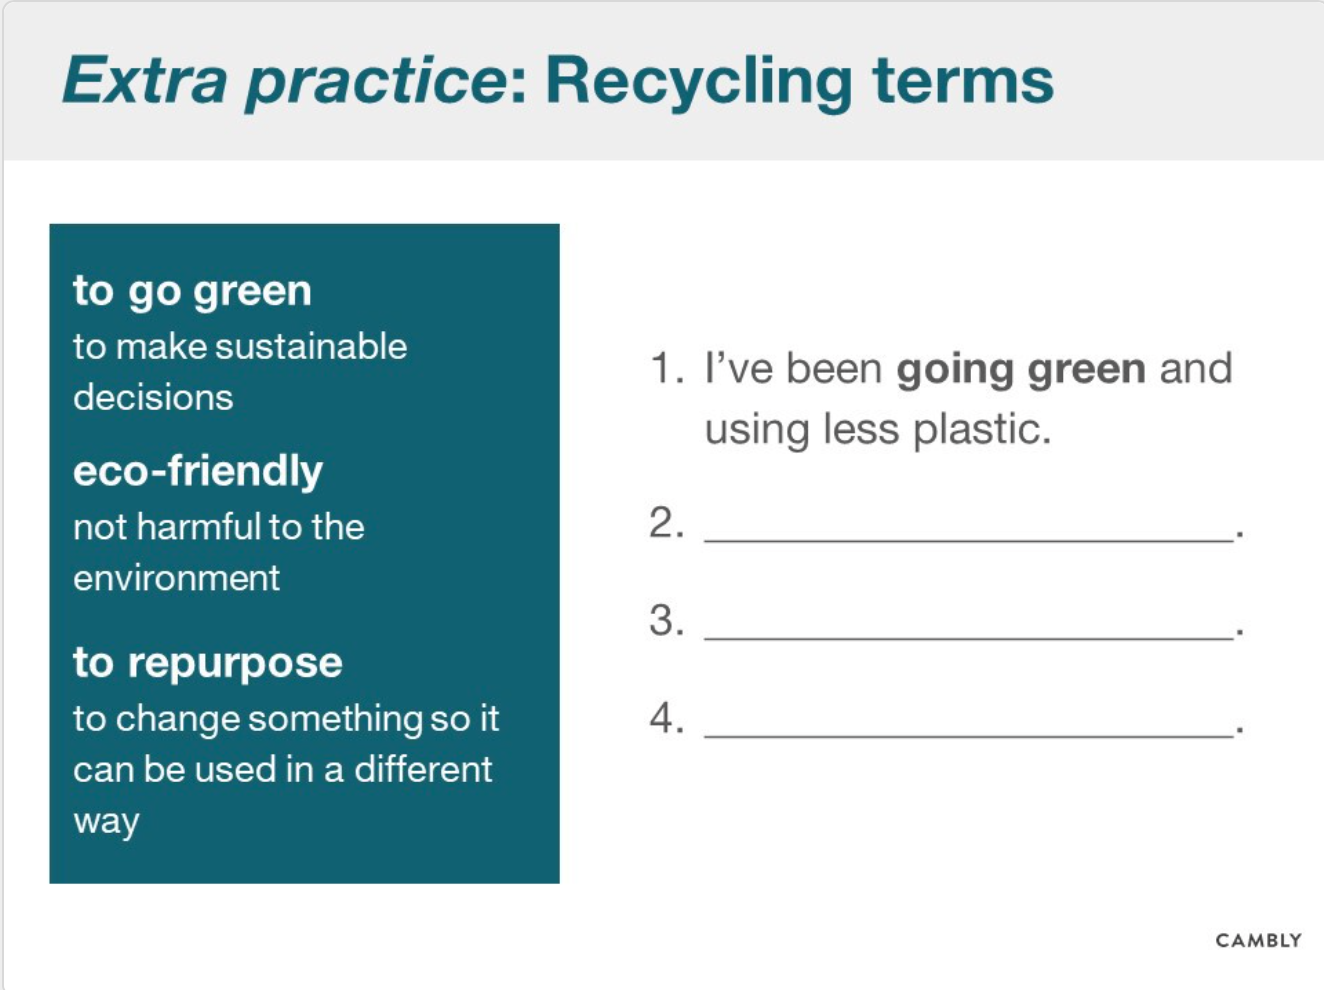 Extra practice: Recycling terms
to go green
to make sustainable
decisions
eco-friendly
not harmful to the
environment
to repurpose
to change something so it
can be used in a different
way
1. I’ve been going green and
using less plastic.
2. ______________________.
3. ______________________.
4. ______________________.
CAMBLY